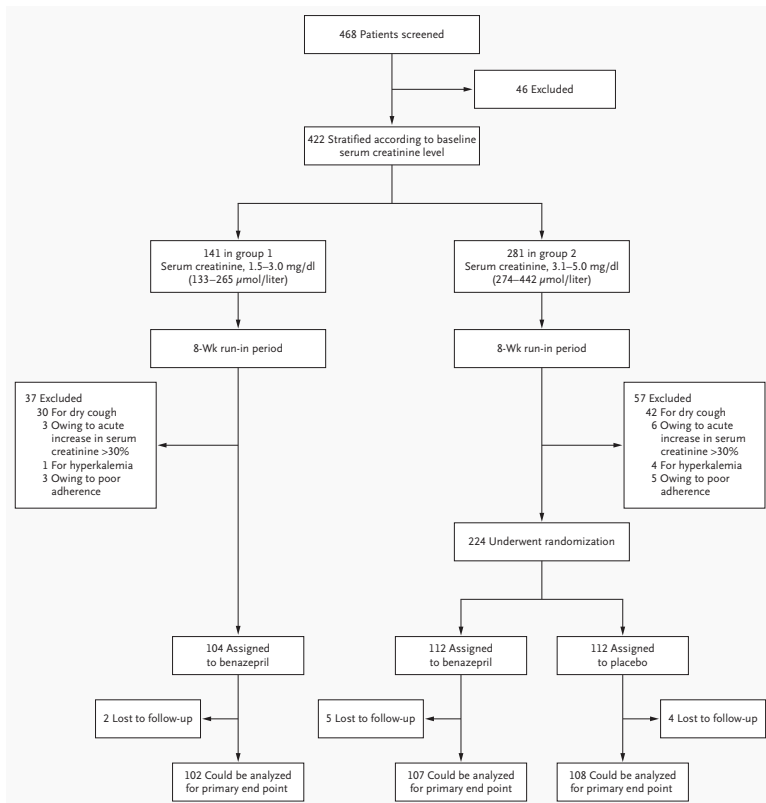 468 Patients screened
46 Excluded
422 Stratified according to baseline
serum creatinine level
141 in group 1
Serum creatinine, 1.5–3.0 mg/dl
(133–265 µmol/liter)
281 in group 2
Serum creatinine, 3.1–5.0 mg/dl
(274–442 µmol/liter)
8-Wk run-in period
8-Wk run-in period
37 Excluded
30 For dry cough
3 Owing to acute
increase in serum
creatinine >30%
1 For hyperkalemia
3 Owing to poor
adherence
57 Excluded
42 For dry cough
6 Owing to acute
increase in serum
creatinine >30%
4 For hyperkalemia
5 Owing to poor
adherence
224 Underwent randomization
104 Assigned
to benazepril
112 Assigned
to benazepril
112 Assigned
to placebo
2 Lost to follow-up
5 Lost to follow-up
4 Lost to follow-up
102 Could be analyzed
for primary end point
107 Could be analyzed
for primary end point
108 Could be analyzed
for primary end point